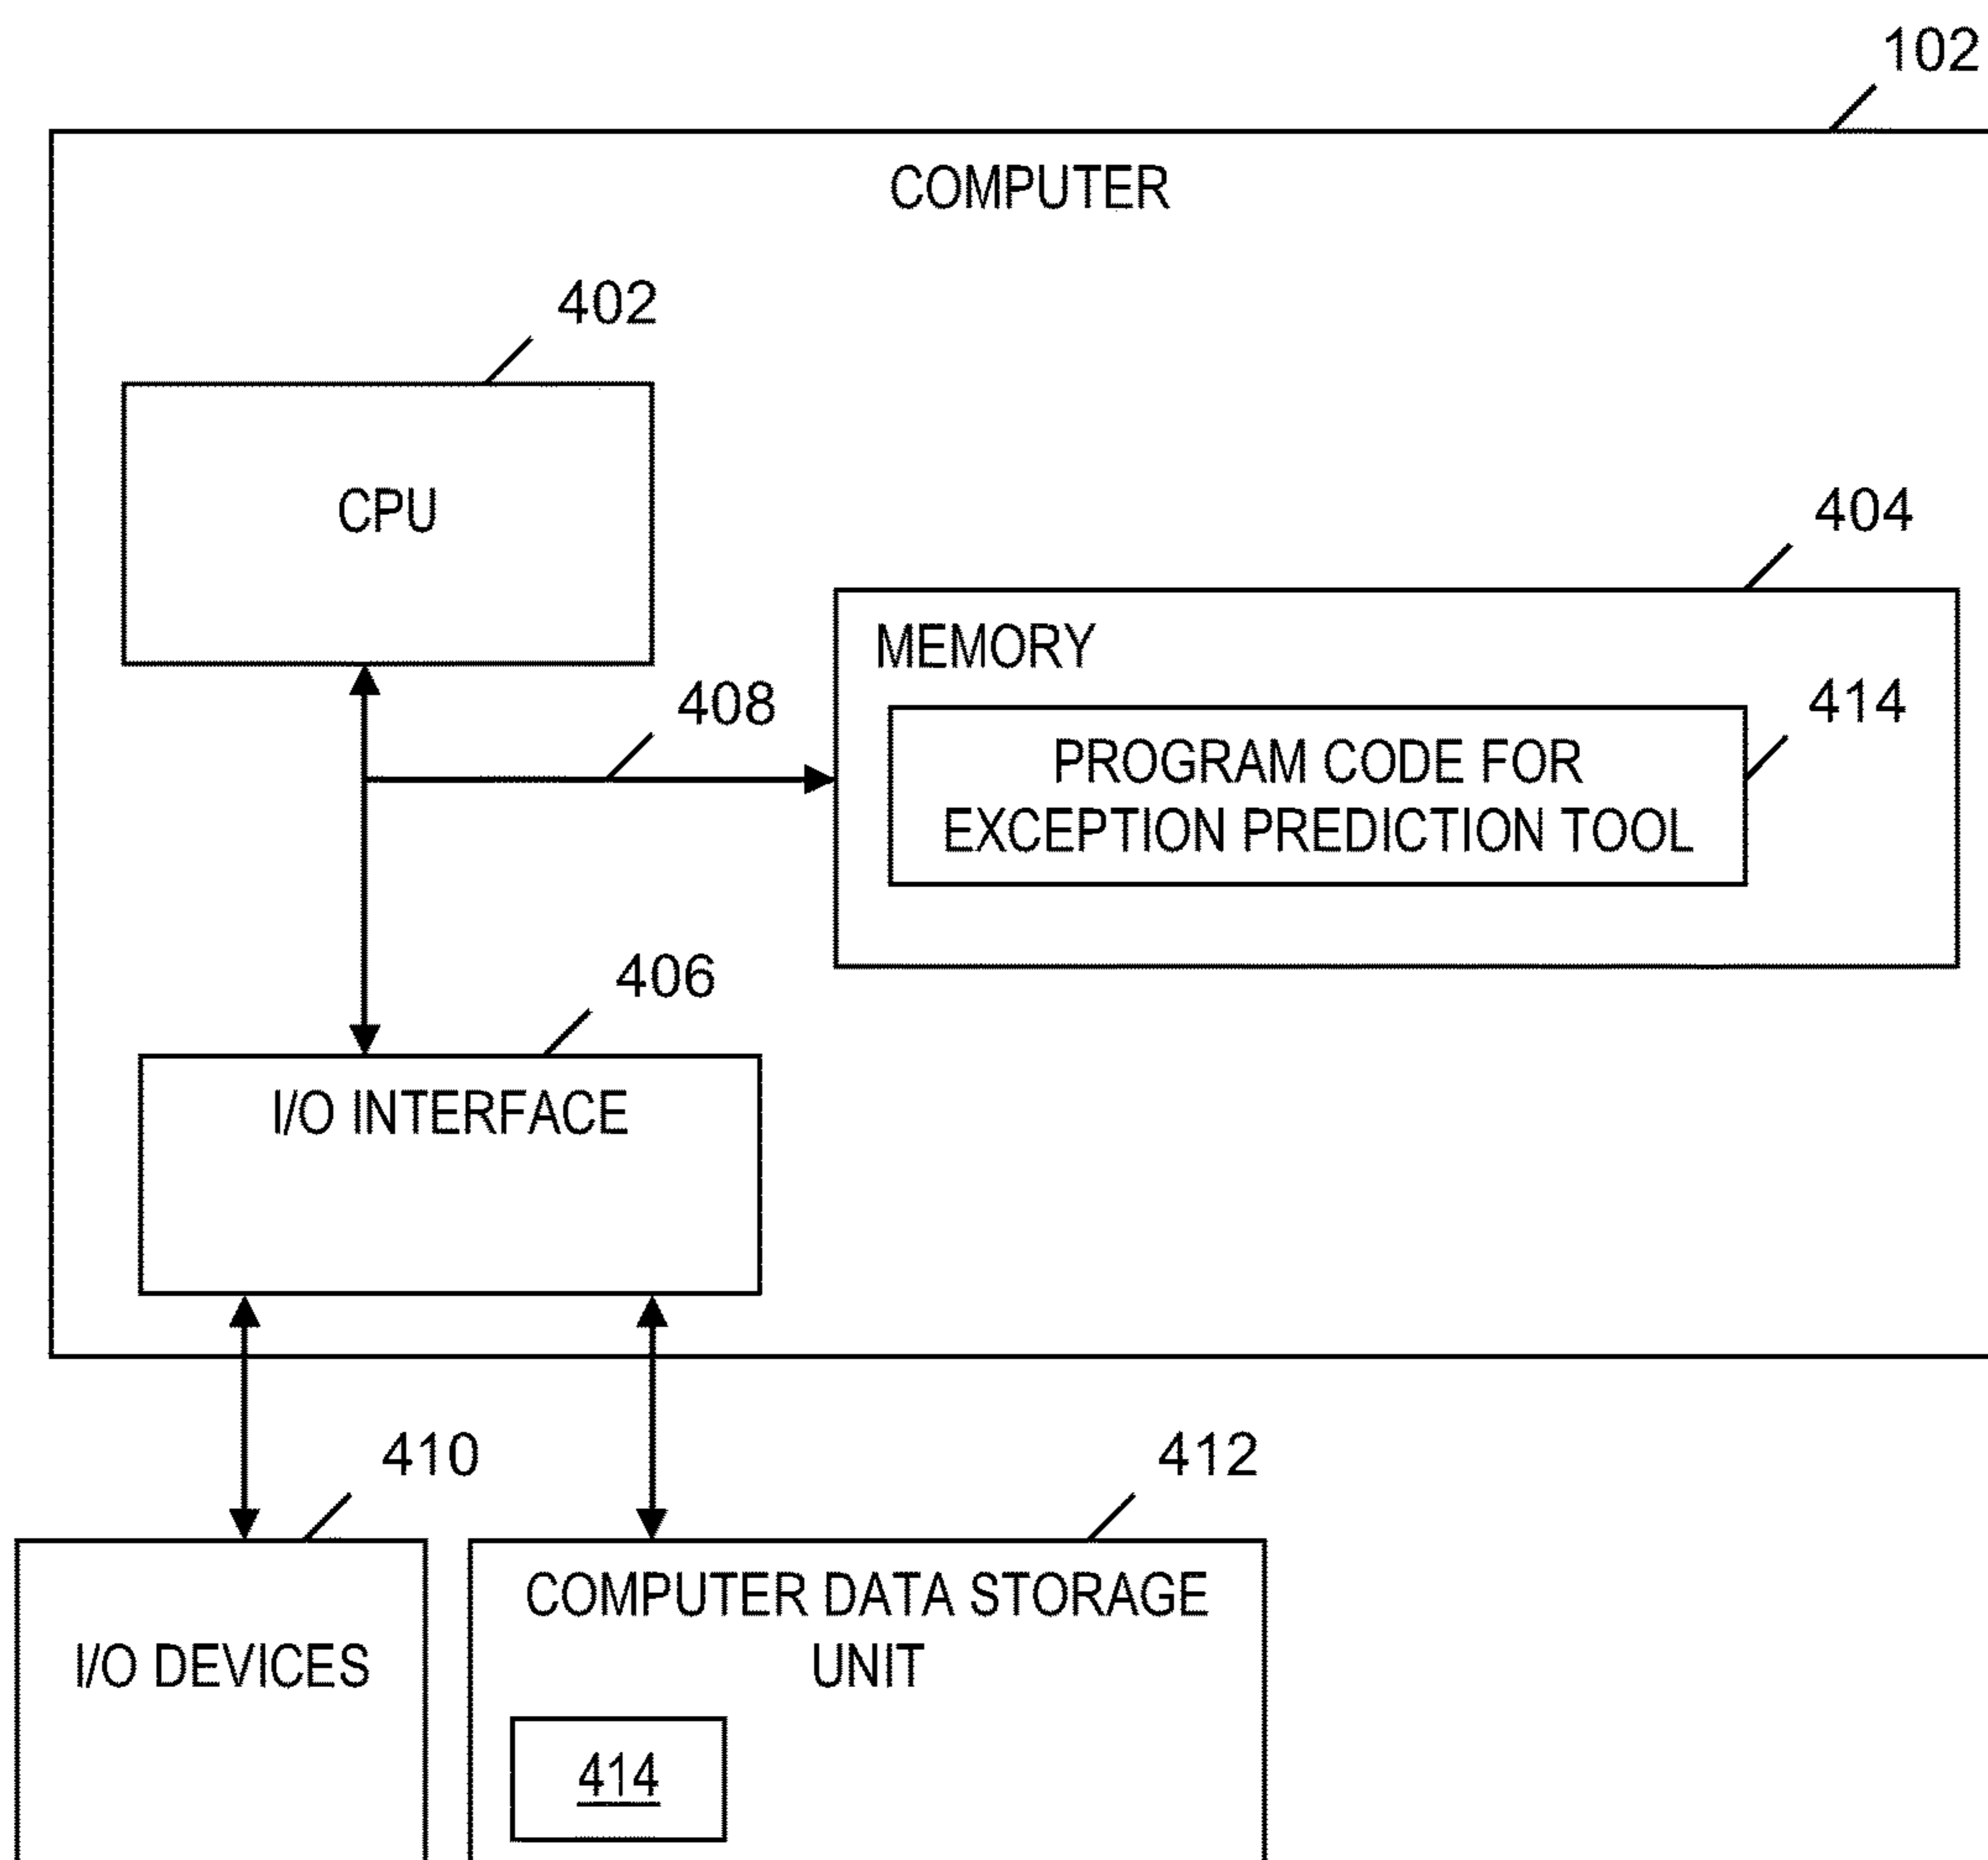 102
COMPUTER
402
CPU
404
MEMORY
408
414
PROGRAM CODE FOR
EXCEPTION PREDICTION TOOL
406
I/O INTERFACE
410
412
I/O DEVICES
COMPUTER DATA STORAGE
UNIT
414